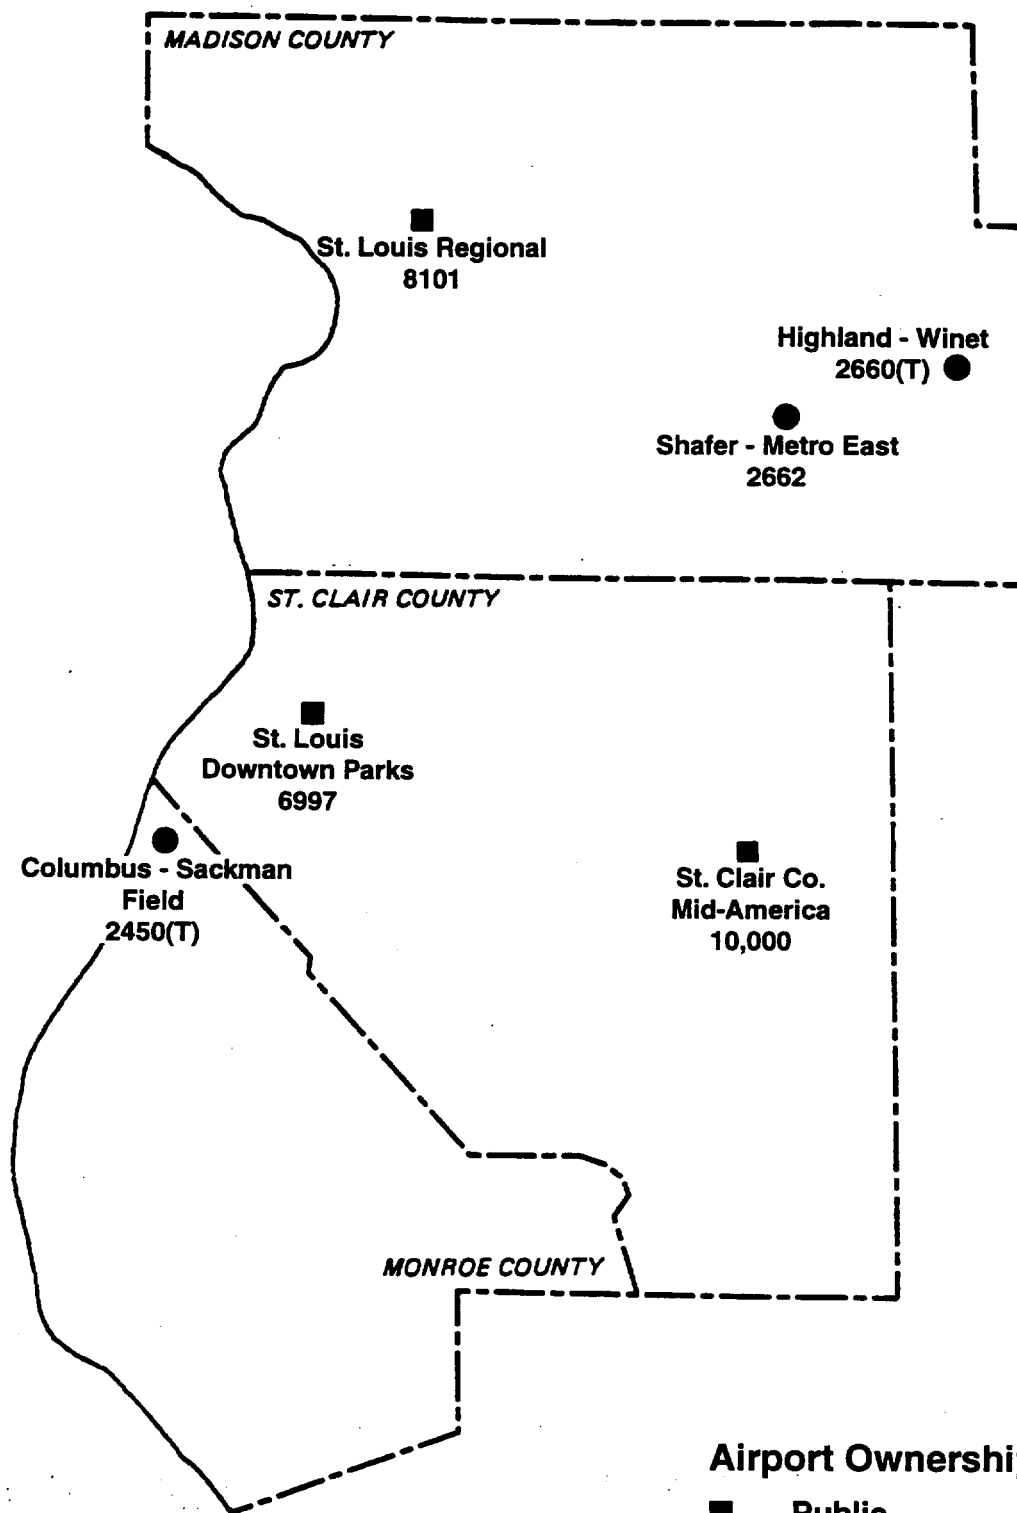 MADISON COUNTY
St. Louis Regional
8101
Highland - Winet
2660(T)
Shafer - Metro East
2662
ST. CLAIR COUNTY
St. Louis
Downtown Parks
6997
Columbus - Sackman
Field
2450(T)
St. Clair Co.
Mid-America
10,000
MONROE COUNTY
Airport Ownershi
Public